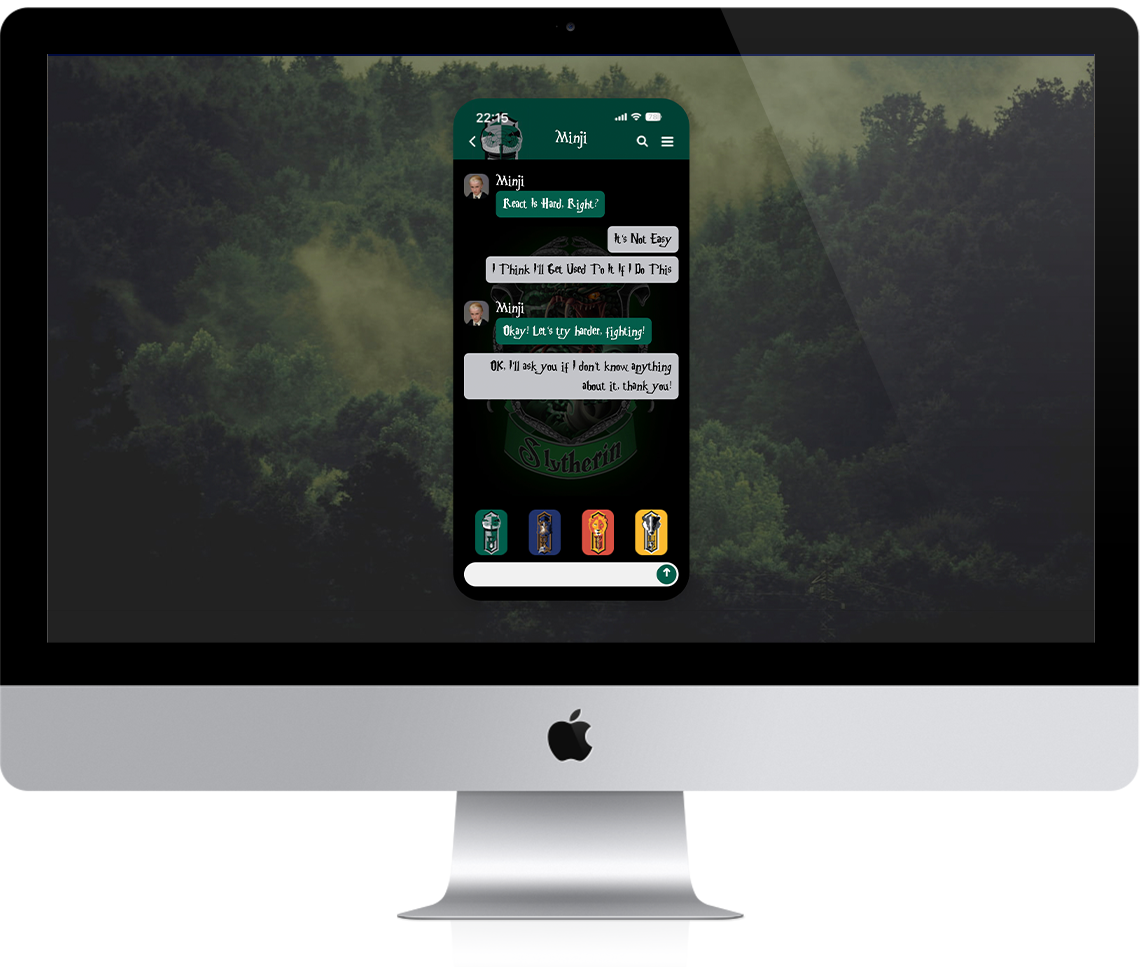 22:15
78
Minji
Minji
React Is Hard, Right?
It's Not Easy
I Think I'll Get Used To It If I Do This
Minji
Okay! Let's try harder, fighting!
OK, I'll ask you if I don't know anything
about it, thank you!
Slytherin